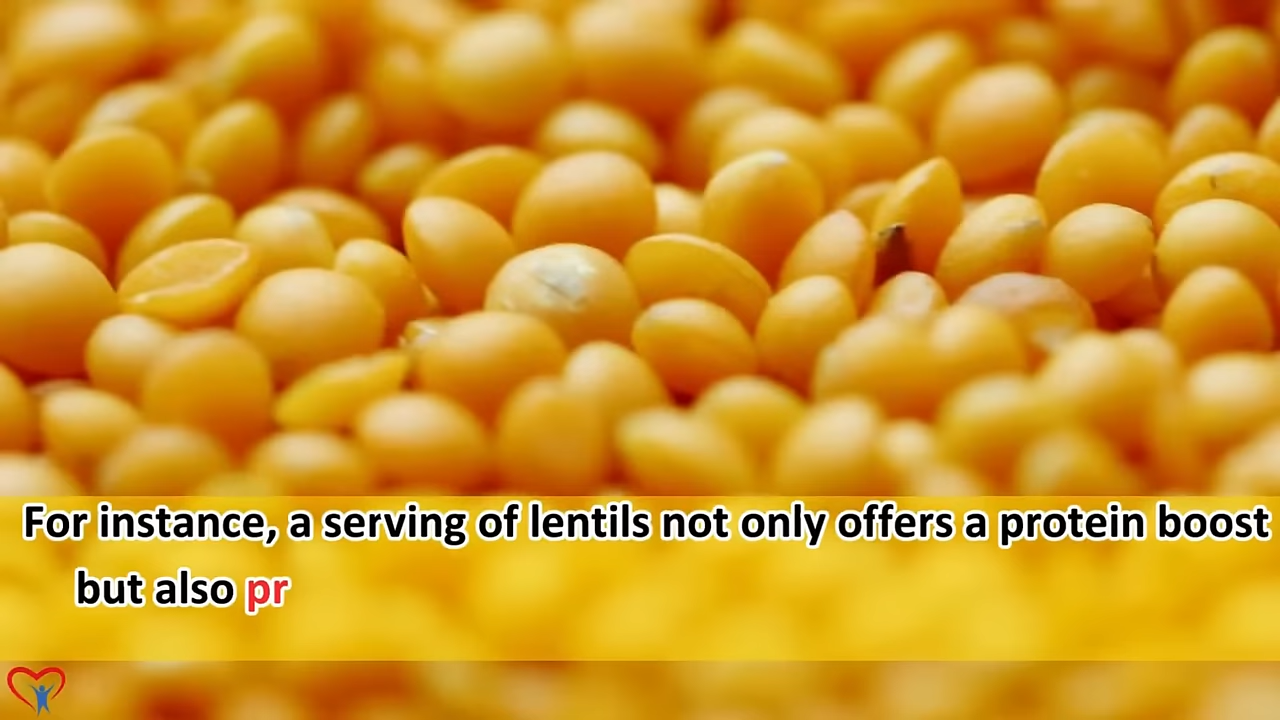 For instance, a serving of lentils not only offers a protein boost
but also pr